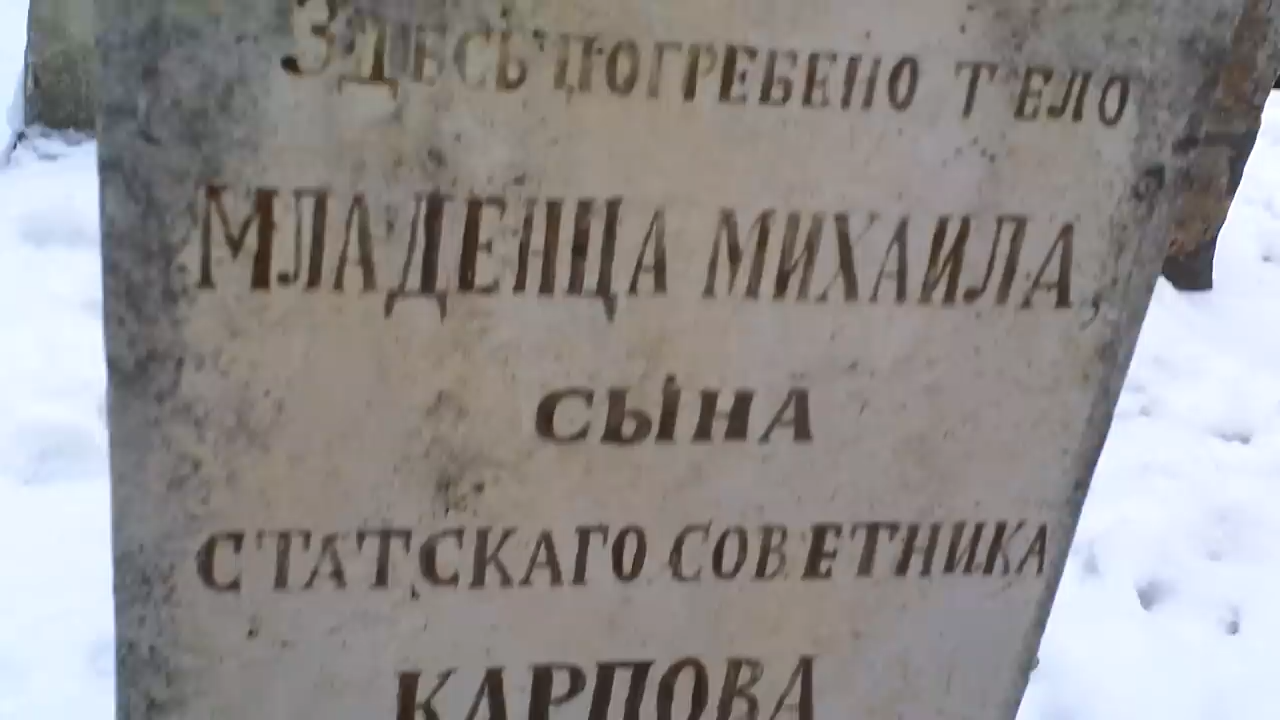 ЗДЕСЬ ПОГРЕБЕНО ТЕЛО
МЛАДЕНЦА МИХАИЛА,
СЫНА
СТАТСКАГО СОВЕТНИКА
КАРПОВА